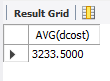 Result Grid
AVG(dcost)
3233.5000